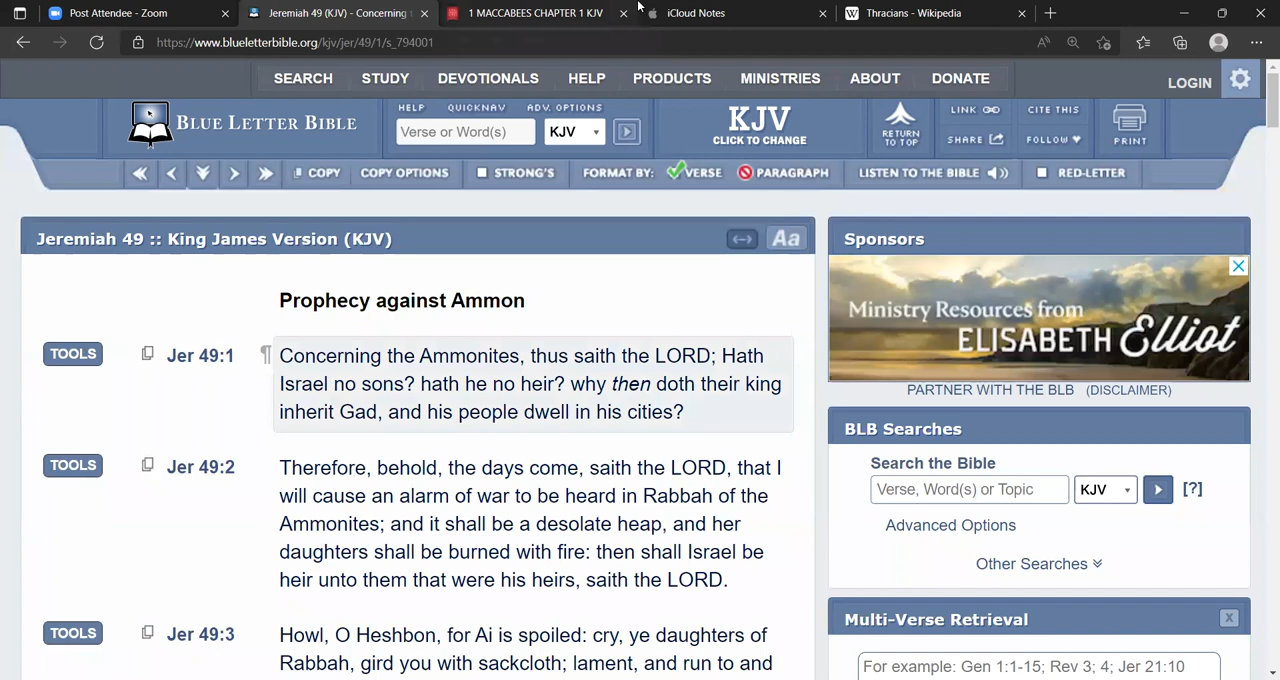 Post Attendee - Zoom
Jeremiah 49 (KJV) - Concerning
1 MACCABEES CHAPTER 1 KJV
iCloud Notes
Thracians - Wikipedia
https://www.blueletterbible.org/kjv/jer/49/1/s_794001
SEARCH STUDY DEVOTIONALS HELP PRODUCTS MINISTRIES ABOUT DONATE
LOGIN
BLUE LETTER BIBLE
HELP QUICKNAV ADV. OPTIONS
Verse or Word(s) KJV
KJV
CLICK TO CHANGE
RETURN
TO TOP
LINK CITE THIS
SHARE FOLLOW
PRINT
COPY COPY OPTIONS STRONG'S FORMAT BY: VERSE PARAGRAPH LISTEN TO THE BIBLE RED-LETTER
Jeremiah 49 :: King James Version (KJV)
Aa
Prophecy against Ammon
TOOLS Jer 49:1 ¶ Concerning the Ammonites, thus saith the LORD; Hath
Israel no sons? hath he no heir? why then doth their king
inherit Gad, and his people dwell in his cities?
TOOLS Jer 49:2 Therefore, behold, the days come, saith the LORD, that I
will cause an alarm of war to be heard in Rabbah of the
Ammonites; and it shall be a desolate heap, and her
daughters shall be burned with fire: then shall Israel be
heir unto them that were his heirs, saith the LORD.
TOOLS Jer 49:3 Howl, O Heshbon, for Ai is spoiled: cry, ye daughters of
Rabbah, gird you with sackcloth; lament, and run to and
Sponsors
Ministry Resources from
ELISABETH Elliot
PARTNER WITH THE BLB (DISCLAIMER)
BLB Searches
Search the Bible
Verse, Word(s) or Topic KJV [?]
Advanced Options
Other Searches
Multi-Verse Retrieval X
For example: Gen 1:1-15; Rev 3; 4; Jer 21:10